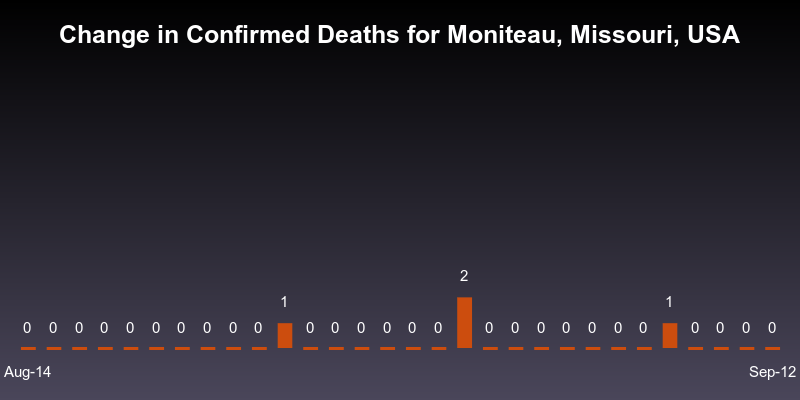 Change in Confirmed Deaths for Moniteau, Missouri, USA
2
1 1
0 0 0 0 0 0 0 0 0 0 0 0 0 0 0 0 0 0 0 0 0 0 0 0 0 0 0
Aug-14 Sep-12